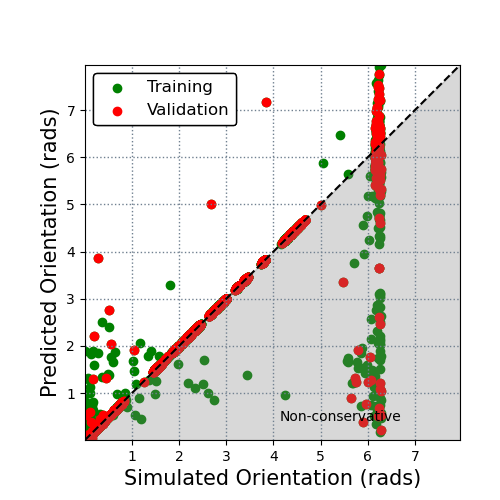 Training
Validation
Predicted Orientation (rads)
7
6
5
4
3
2
1
Non-conservative
1 2 3 4 5 6 7
Simulated Orientation (rads)